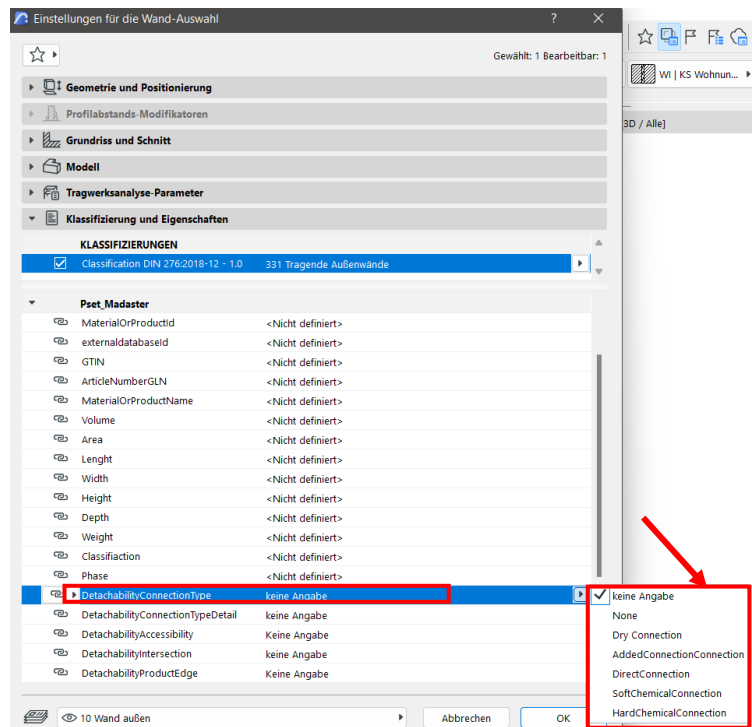 Einstellungen für die Wand-Auswahl ? ×
Gewählt: 1 Bearbeitbar: 1
Geometrie und Positionierung
Profilabstands-Modifikatoren
Grundriss und Schnitt
Modell
Tragwerksanalyse-Parameter
Klassifizierung und Eigenschaften
KLASSIFIZIERUNGEN
Classification DIN 276:2018-12 - 1.0 331 Tragende Außenwände
Pset_Madaster
MaterialOrProductId <Nicht definiert>
externaldatabaseId <Nicht definiert>
GTIN <Nicht definiert>
ArticleNumberGLN <Nicht definiert>
MaterialOrProductName <Nicht definiert>
Volume <Nicht definiert>
Area <Nicht definiert>
Lenght <Nicht definiert>
Width <Nicht definiert>
Height <Nicht definiert>
Depth <Nicht definiert>
Weight <Nicht definiert>
Classifiaction <Nicht definiert>
Phase <Nicht definiert>
DetachabilityConnectionType keine Angabe
DetachabilityConnectionTypeDetail keine Angabe
DetachabilityAccessibility Keine Angabe
DetachabilityIntersection keine Angabe
DetachabilityProductEdge Keine Angabe
10 Wand außen Abbrechen OK
WI | KS Wohnun...
3D / Alle]
keine Angabe
None
Dry Connection
AddedConnectionConnection
DirectConnection
SoftChemicalConnection
HardChemicalConnection